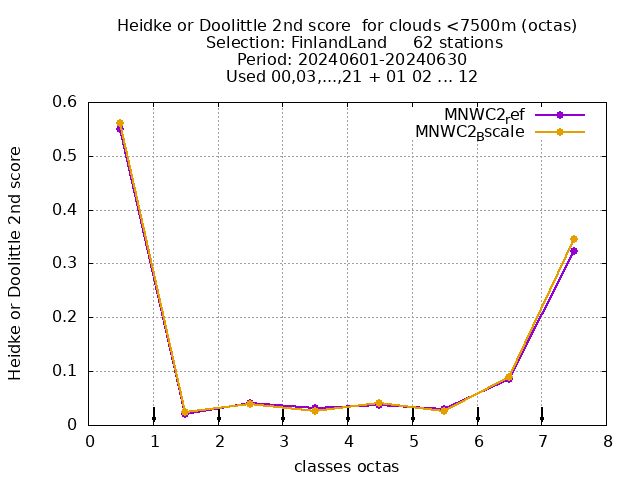 Heidke or Doolittle 2nd score  for clouds <7500m (octas)
Selection: FinlandLand     62 stations
Period: 20240601-20240630
Used 00,03,...,21 + 01 02 ... 12
MNWC2ref
MNWC2Bscale
0.6
0.5
0.4
0.3
0.2
0.1
0
Heidke or Doolittle 2nd score
0 1 2 3 4 5 6 7 8
classes octas